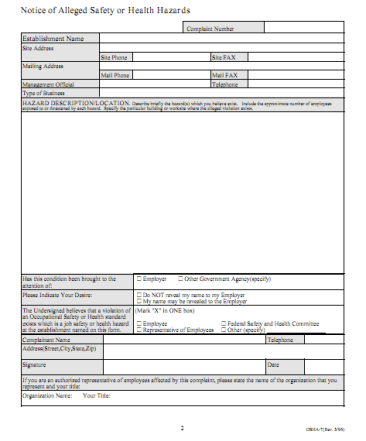 Notice of Alleged Safety or Health Hazards
Complaint Number
Establishment Name
Site Address
Site Phone Site FAX
Mailing Address
Mail Phone Mail FAX
Management Official Telephone
Type of Business
HAZARD DESCRIPTION/LOCATION. Describe briefly the hazard(s) which you believe exist. Include the approximate number of employees
exposed to or threatened by each hazard. Specify the particular building or worksite where the alleged violation exists.
Has this condition been brought to the
attention of:
☐ Employer ☐ Other Government Agency(specify)
Please Indicate Your Desire:
☐ Do NOT reveal my name to my Employer
☐ My name may be revealed to the Employer
The Undersigned believes that a violation of
an Occupational Safety or Health standard
exists which is a job safety or health hazard
at the establishment named on this form.
(Mark "X" in ONE box)
☐ Employee ☐ Federal Safety and Health Committee
☐ Representative of Employees ☐ Other (specify)
Complainant Name Telephone
Address(Street,City,State,Zip)
Signature Date
If you are an authorized representative of employees affected by this complaint, please state the name of the organization that you
represent and your title:
Organization Name: Your Title:
2
OSHA-7(Rev. 3/96)